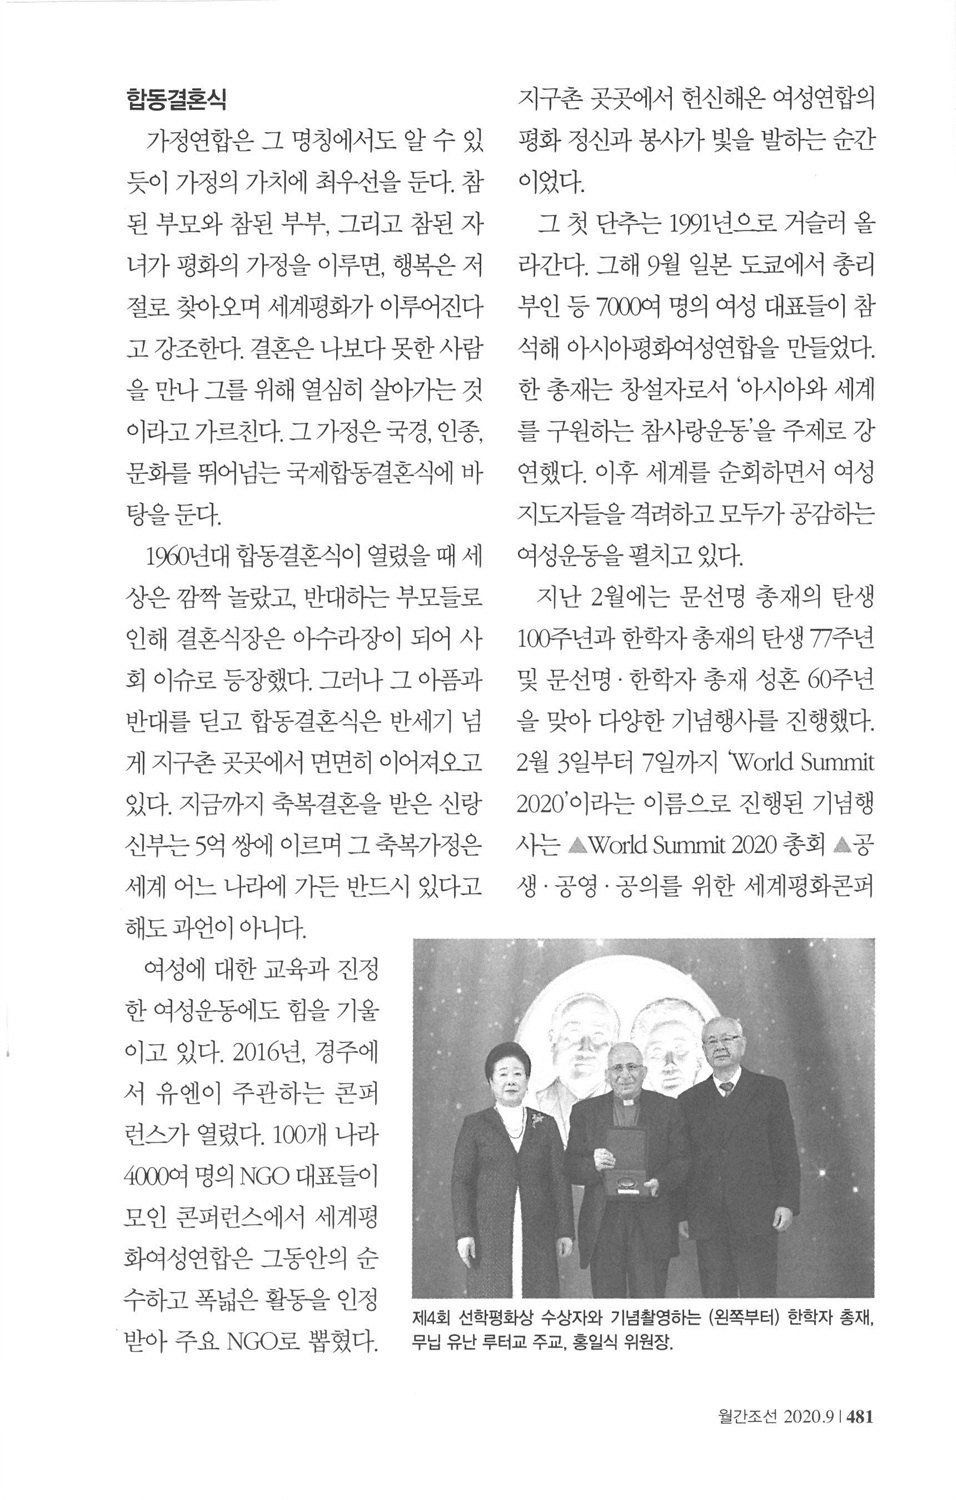 합동결혼식
가정연합은 그 명칭에서도 알 수 있
듯이 가정의 가치에 최우선을 둔다. 참
된 부모와 참된 부부, 그리고 참된 자
녀가 평화의 가정을 이루면, 행복은 저
절로 찾아오며 세계평화가 이루어진다
고 강조한다. 결혼은 나보다 못한 사람
을 만나 그를 위해 열심히 살아가는 것
이라고 가르친다. 그 가정은 국경, 인종,
문화를 뛰어넘는 국제합동결혼식에 바
탕을 둔다.
1960년대 합동결혼식이 열렸을 때 세
상은 깜짝 놀랐고, 반대하는 부모들로
인해 결혼식장은 아수라장이 되어 사
회 이슈로 등장했다. 그러나 그 아픔과
반대를 딛고 합동결혼식은 반세기 넘
게 지구촌 곳곳에서 면면히 이어져오고
있다. 지금까지 축복결혼을 받은 신랑
신부는 5억 쌍에 이르며 그 축복가정은
세계 어느 나라에 가든 반드시 있다고
해도 과언이 아니다.
여성에 대한 교육과 진정
한 여성운동에도 힘을 기울
이고 있다. 2016년, 경주에
서 유엔이 주관하는 콘퍼
런스가 열렸다. 100개 나라
4000여 명의 NGO 대표들이
모인 콘퍼런스에서 세계평
화여성연합은 그동안의 순
수하고 폭넓은 활동을 인정
받아 주요 NGO로 뽑혔다.
지구촌 곳곳에서 헌신해온 여성연합의
평화 정신과 봉사가 빛을 발하는 순간
이었다.
그 첫 단추는 1991년으로 거슬러 올
라간다. 그해 9월 일본 도쿄에서 총리
부인 등 7000여 명의 여성 대표들이 참
석해 아시아평화여성연합을 만들었다.
한 총재는 창설자로서 ‘아시아와 세계
를 구원하는 참사랑운동’을 주제로 강
연했다. 이후 세계를 순회하면서 여성
지도자들을 격려하고 모두가 공감하는
여성운동을 펼치고 있다.
지난 2월에는 문선명 총재의 탄생
100주년과 한학자 총재의 탄생 77주년
및 문선명·한학자 총재 성혼 60주년
을 맞아 다양한 기념행사를 진행했다.
2월 3일부터 7일까지 ‘World Summit
2020’이라는 이름으로 진행된 기념행
사는 ▲World Summit 2020 총회 ▲공
생·공영·공의를 위한 세계평화콘퍼
제4회 선학평화상 수상자와 기념촬영하는 (왼쪽부터) 한학자 총재,
무닙 유난 루터교 주교, 홍일식 위원장.
월간조선 2020.9 | 481